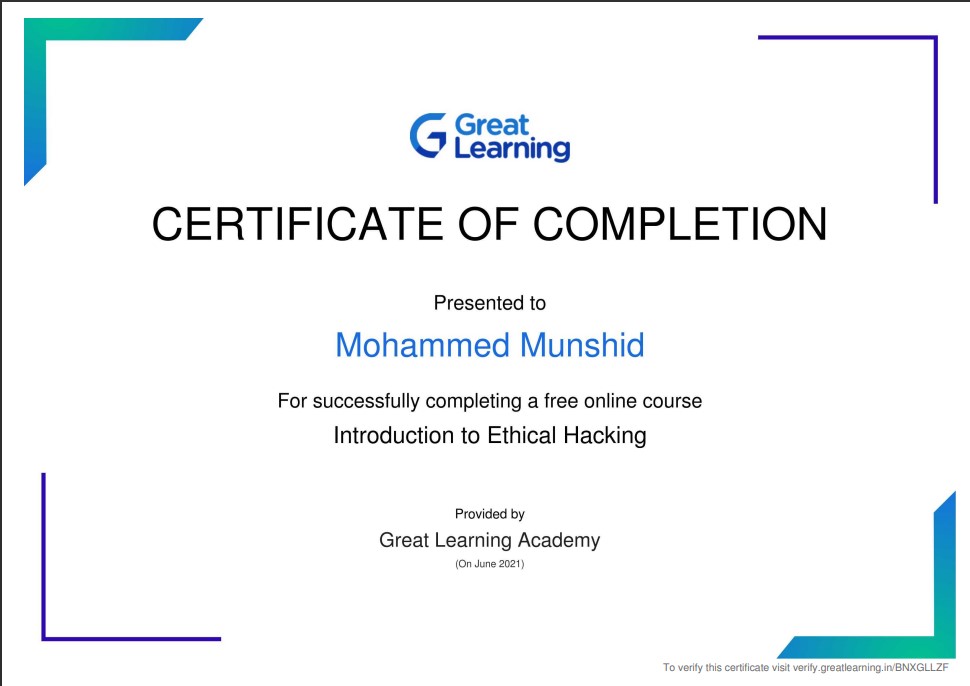 Great
Learning
CERTIFICATE OF COMPLETION
Presented to
Mohammed Munshid
For successfully completing a free online course
Introduction to Ethical Hacking
Provided by
Great Learning Academy
(On June 2021)
To verify this certificate visit verify.greatlearning.in/BNXGLLZF